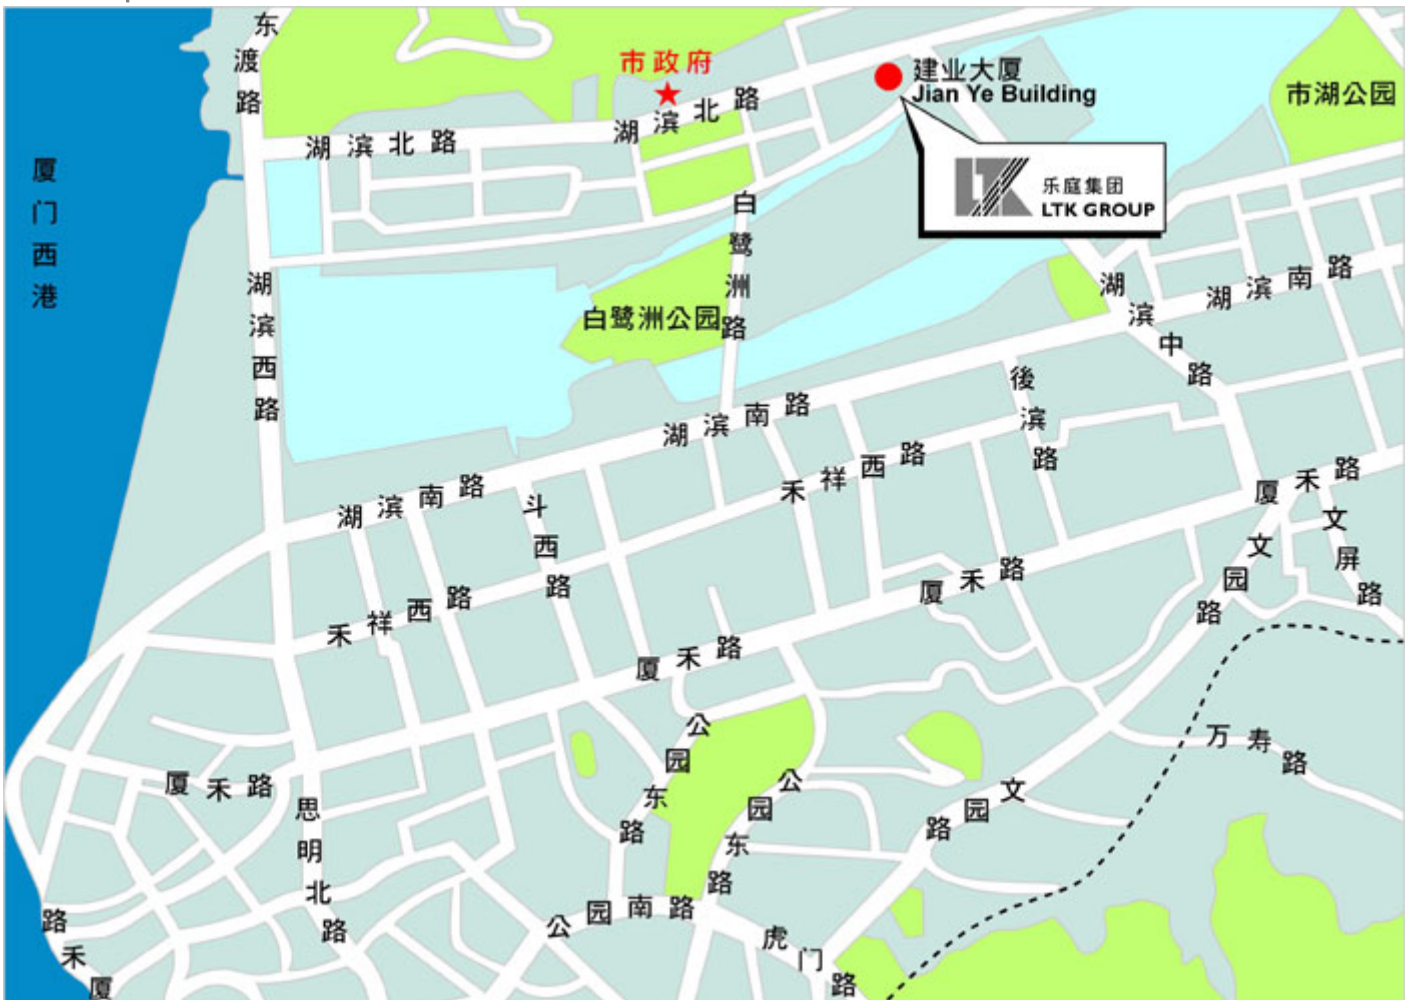 东渡路
市政府
建业大厦
Jian Ye Building
市湖公园
湖滨北路
湖滨北路
厦门西港
LTK
乐庭集团
LTK GROUP
白鹭洲路
白鹭洲公园
湖滨西路
湖滨中路
湖滨南路
湖滨南路
湖滨南路
後滨路
禾祥西路
斗西路
厦禾路
文屏路
文园路
厦禾路
禾祥西路
厦禾路
万寿路
公园东路
公园东路
厦禾路
思明北路
文园路
公园南路
虎门路
厦禾路